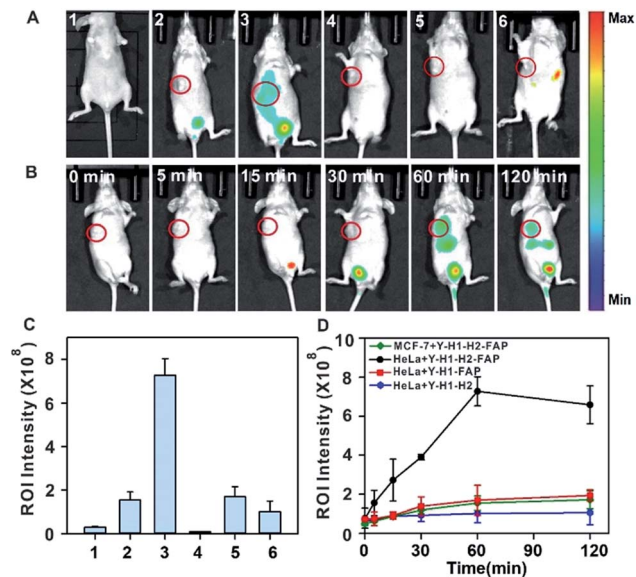 A
1 2 3 4 5 6
Max
B
0 min 5 min 15 min 30 min 60 min 120 min
Min
C
ROI Intensity (X10⁸)
8
6
4
2
0
1 2 3 4 5 6
D
ROI Intensity (X10⁸)
10
8
6
4
2
0
MCF-7+Y-H1-H2-FAP
HeLa+Y-H1-H2-FAP
HeLa+Y-H1-FAP
HeLa+Y-H1-H2
0 30 60 90 120
Time(min)